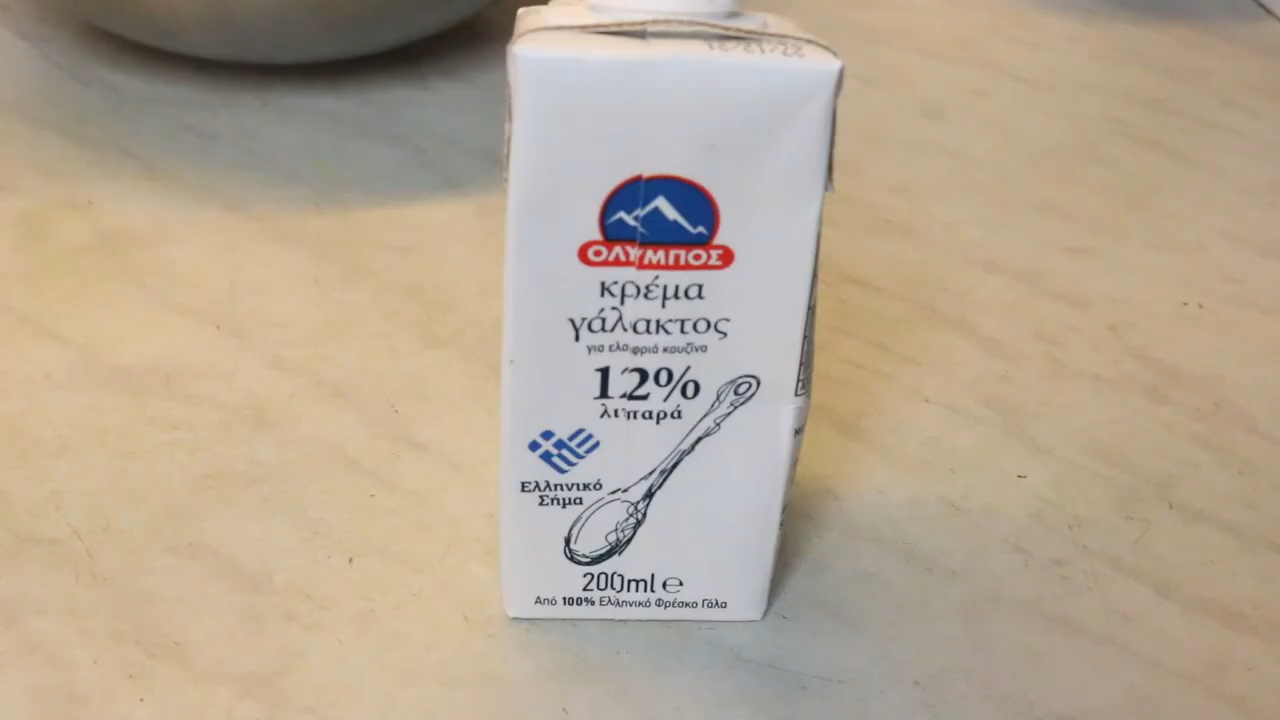 ΟΛΥΜΠΟΣ
κρέμα
γάλακτος
για ελαφριά κουζίνα
12%
λιπαρά
Ελληνικό
Σήμα
200ml e
Από 100% Ελληνικό Φρέσκο Γάλα